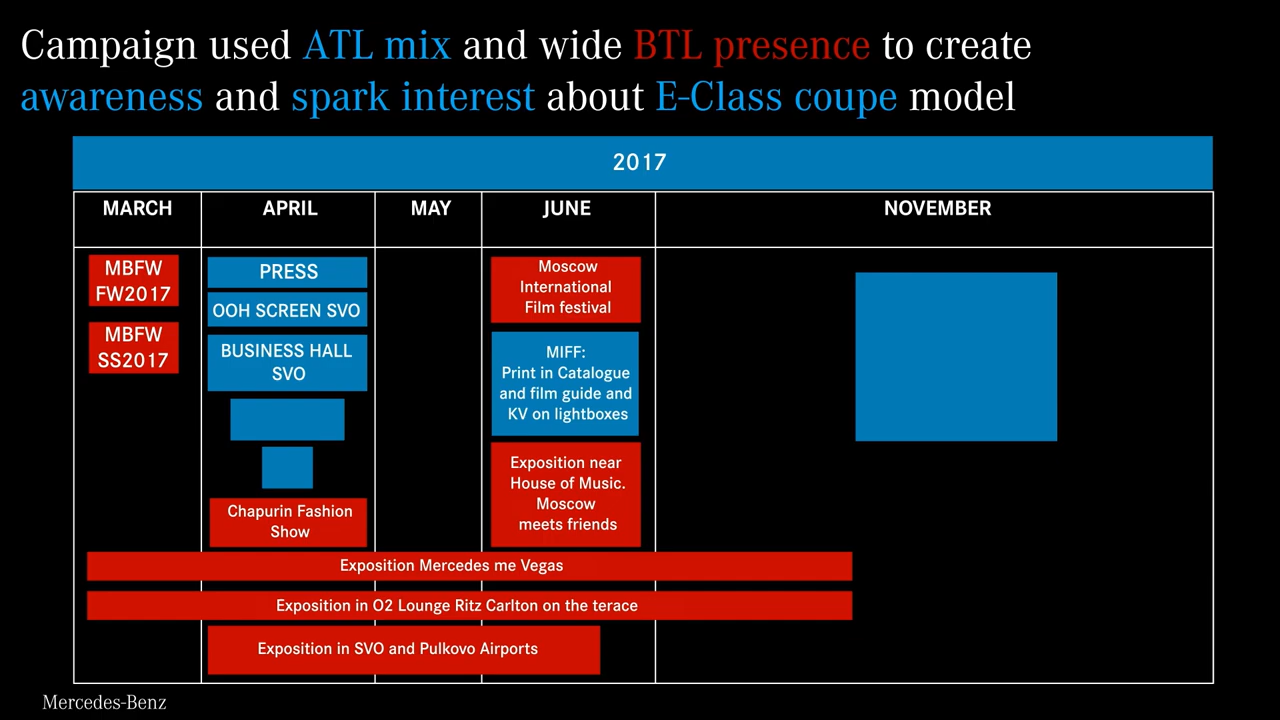 Campaign used ATL mix and wide BTL presence to create
awareness and spark interest about E-Class coupe model
2017
MARCH
APRIL
MAY
JUNE
NOVEMBER
MBFW
FW2017
MBFW
SS2017
PRESS
OOH SCREEN SVO
BUSINESS HALL
SVO
Chapurin Fashion
Show
Moscow
International
Film festival
MIFF:
Print in Catalogue
and film guide and
KV on lightboxes
Exposition near
House of Music.
Moscow
meets friends
Exposition Mercedes me Vegas
Exposition in O2 Lounge Ritz Carlton on the terace
Exposition in SVO and Pulkovo Airports
Mercedes-Benz